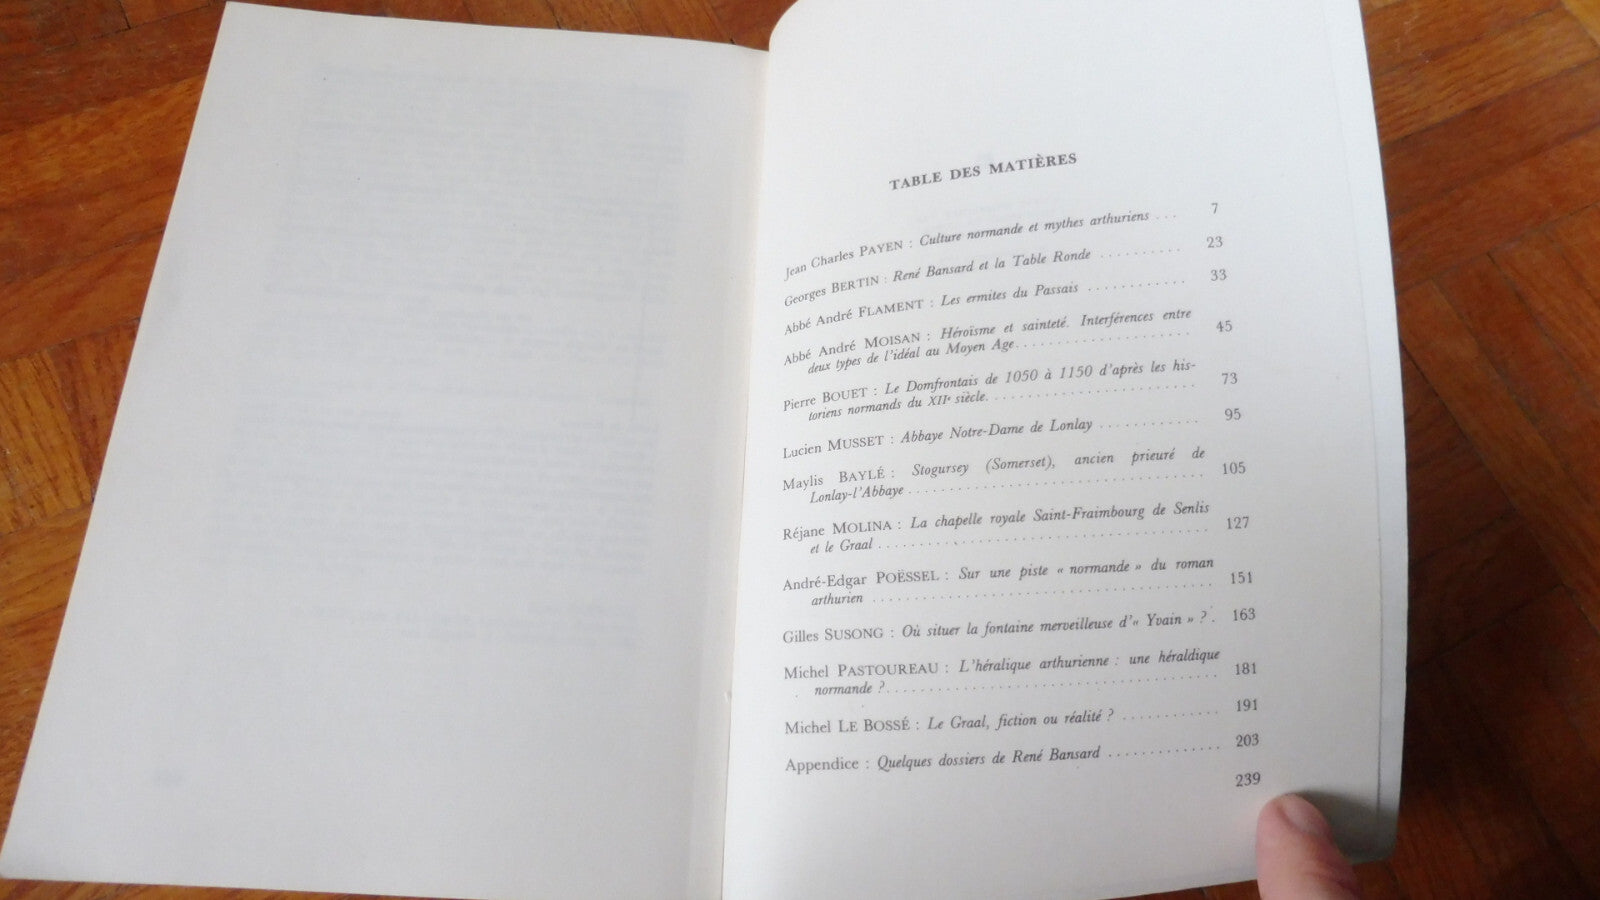 TABLE DES MATIÈRES
Jean Charles PAYEN : Culture normande et mythes arthuriens . . . 7
Georges BERTIN : René Bansard et la Table Ronde . . . . . . . . . . 23
Abbé André FLAMENT : Les ermites du Passais . . . . . . . . . . . . 33
Abbé André MOISAN : Héroïsme et sainteté. Interférences entre
deux types de l'idéal au Moyen Age. . . . . . . . . . . . . . . . . . . . . . 45
Pierre BOUET : Le Domfrontais de 1050 à 1150 d'après les his-
toriens normands du XIIe siècle. . . . . . . . . . . . . . . . . . . . . . . . . . 73
Lucien MUSSET : Abbaye Notre-Dame de Lonlay . . . . . . . . . . . . 95
Maylis BAYLÉ : Stogursey (Somerset), ancien prieuré de
Lonlay-l'Abbaye . . . . . . . . . . . . . . . . . . . . . . . . . . . . . . . . . . . . 105
Réjane MOLINA : La chapelle royale Saint-Fraimbourg de Senlis
et le Graal . . . . . . . . . . . . . . . . . . . . . . . . . . . . . . . . . . . . . . . . 127
André-Edgar POËSSEL : Sur une piste « normande » du roman
arthurien . . . . . . . . . . . . . . . . . . . . . . . . . . . . . . . . . . . . . . . . . 151
Gilles SUSONG : Où situer la fontaine merveilleuse d'« Yvain » ? . 163
Michel PASTOUREAU : L'héralique arthurienne : une héraldique
normande ?. . . . . . . . . . . . . . . . . . . . . . . . . . . . . . . . . . . . . . . . 181
Michel LE BOSSÉ : Le Graal, fiction ou réalité ? . . . . . . . . . . . . 191
Appendice : Quelques dossiers de René Bansard . . . . . . . . . . . . . . 203
239